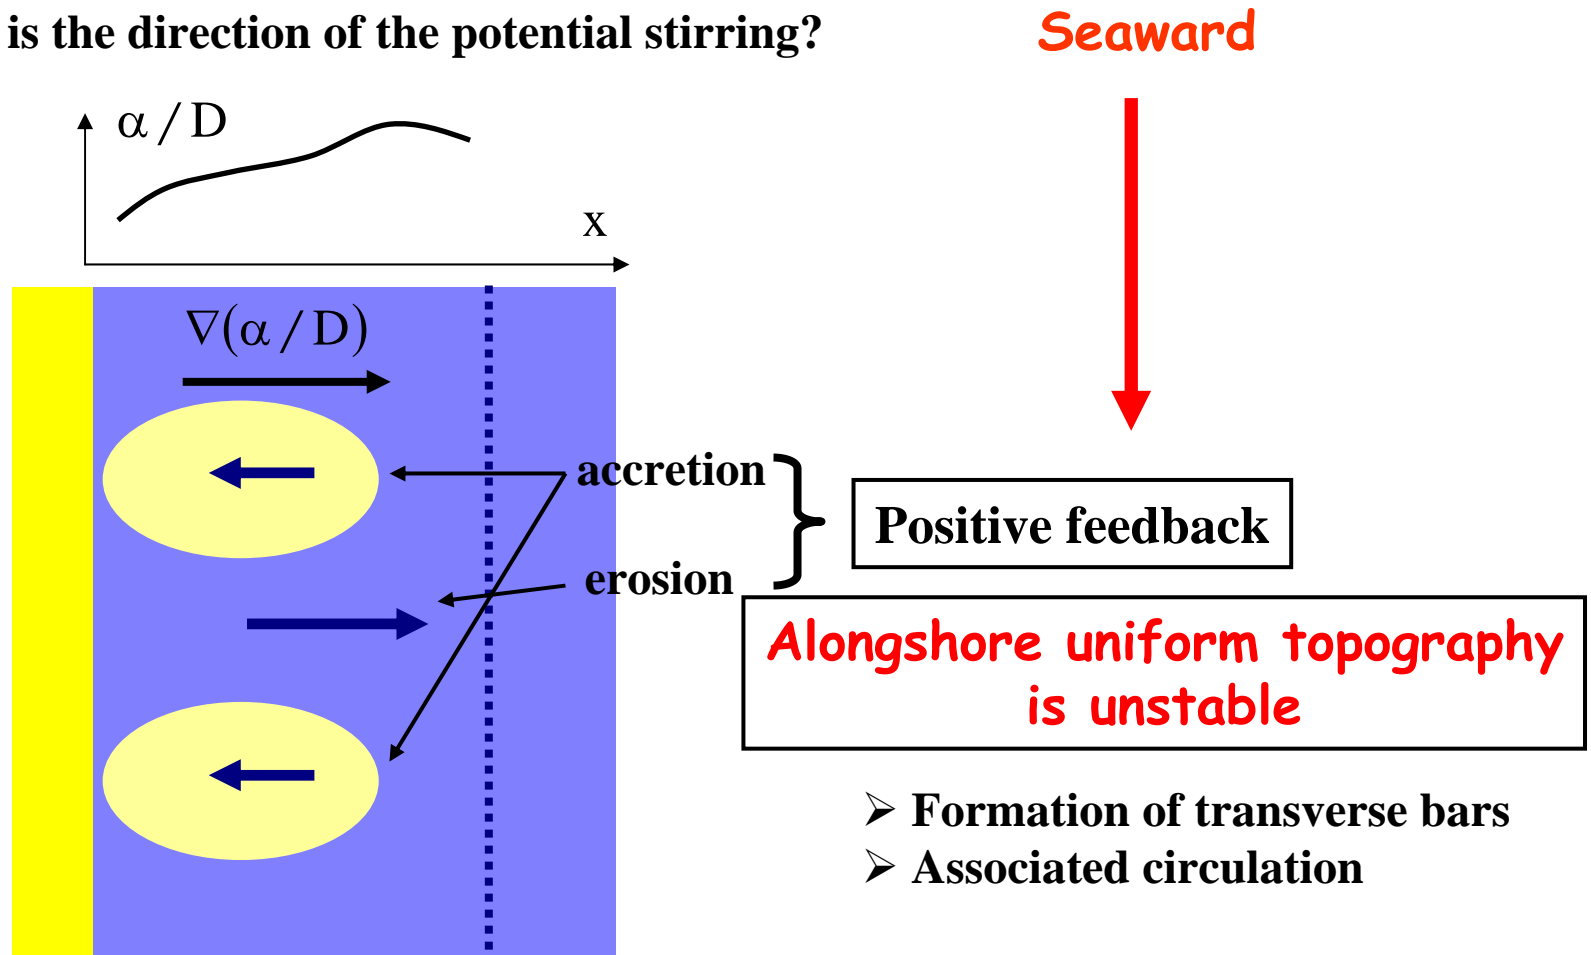 is the direction of the potential stirring?
Seaward
α / D
x
∇(α / D)
accretion
Positive feedback
erosion
Alongshore uniform topography
is unstable
➢ Formation of transverse bars
➢ Associated circulation